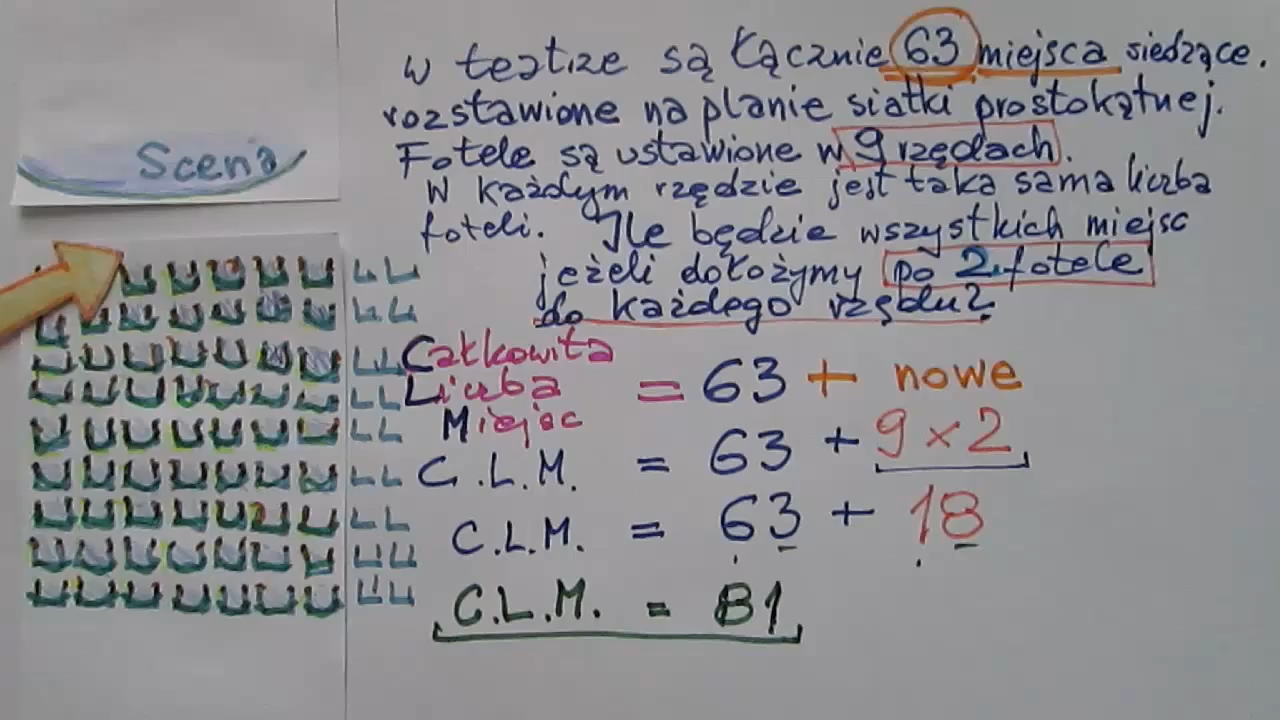 Scena
w teatrze są Łącznie 63 miejsca siedzące.
rozstawione na planie siatki prostokątnej.
Fotele są ustawione w 9 rzędach.
W każdym rzędzie jest taka sama liczba
foteli. Ile będzie wszystkich miejsc
jeżeli dołożymy po 2 fotele
do każdego rzędu?
Całkowita
Liczba = 63 + nowe
Miejsc
C.L.M. = 63 + 9 × 2
C.L.M. = 63 + 18
C.L.M. = 81